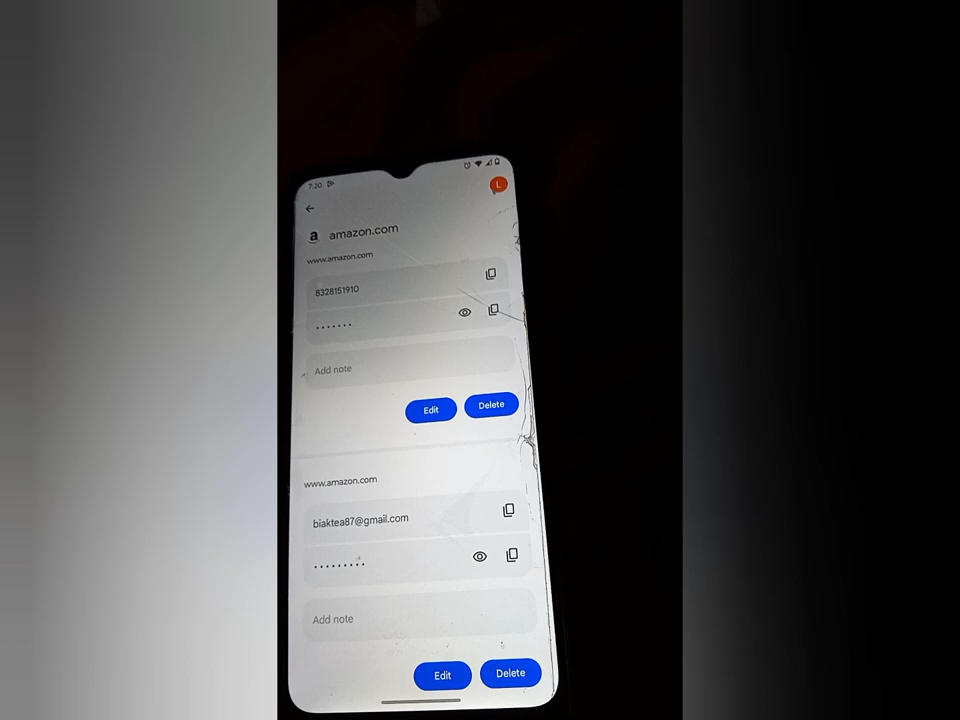 7:20
L
a amazon.com
www.amazon.com
8328151910
•••••••
Add note
Edit Delete
www.amazon.com
biaktea87@gmail.com
•••••••••
Add note
Edit Delete